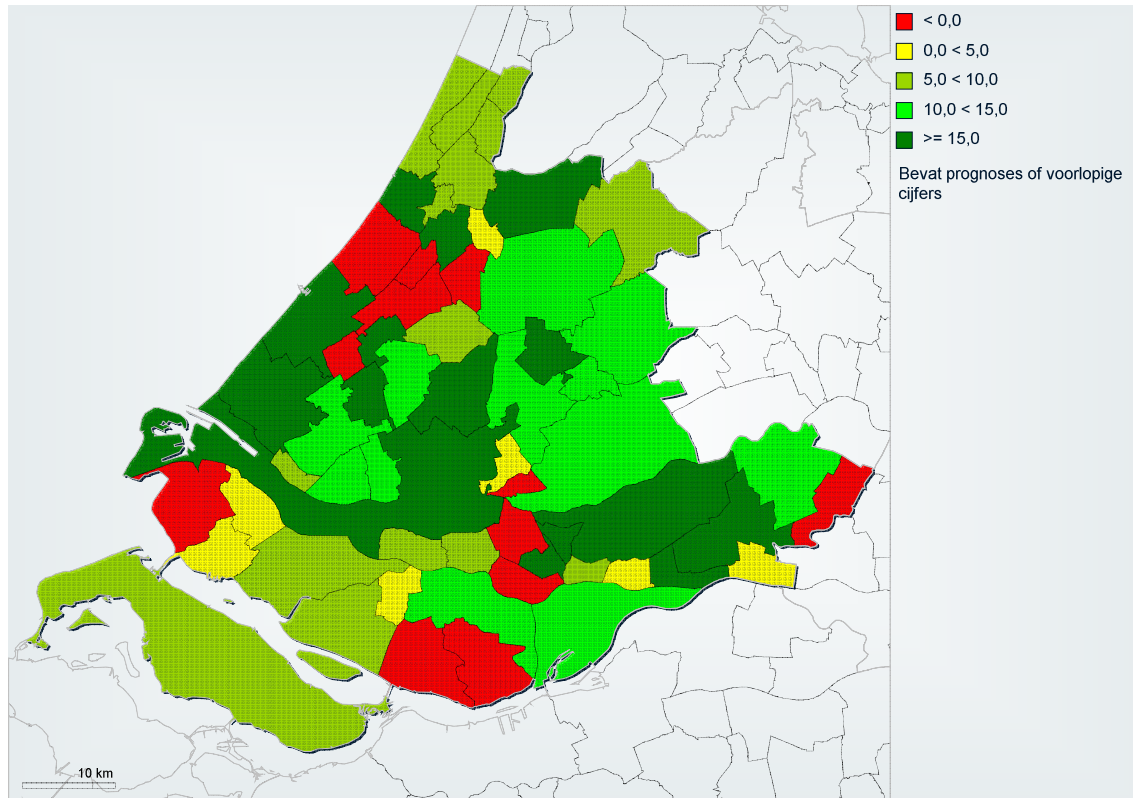 < 0,0
0,0 < 5,0
5,0 < 10,0
10,0 < 15,0
>= 15,0
Bevat prognoses of voorlopige
cijfers
10 km